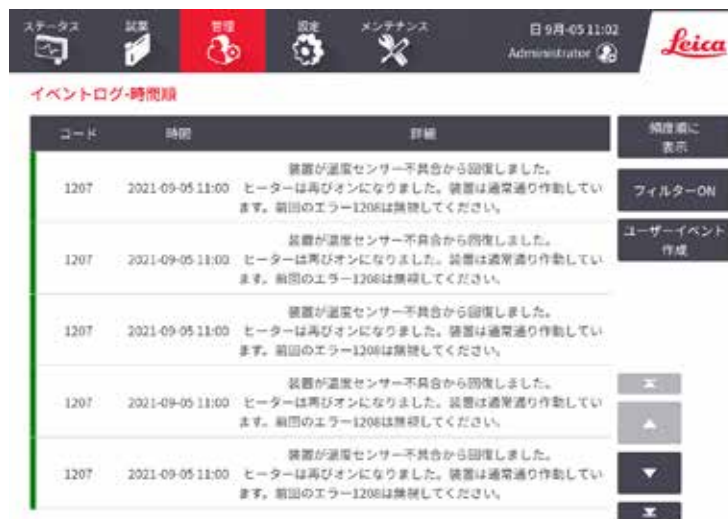 ステータス
試薬
管理
設定
メンテナンス
日 9月-05 11:02
Administrator
Leica
イベントログ-時間順
コード 時間 詳細
頻度順に
表示
フィルターON
ユーザーイベント
作成
装置が温度センサー不具合から回復しました。
1207 2021-09-05 11:00 ヒーターは再びオンになりました。装置は通常通り作動してい
ます。前回のエラー1208は無視してください。
装置が温度センサー不具合から回復しました。
1207 2021-09-05 11:00 ヒーターは再びオンになりました。装置は通常通り作動してい
ます。前回のエラー1208は無視してください。
装置が温度センサー不具合から回復しました。
1207 2021-09-05 11:00 ヒーターは再びオンになりました。装置は通常通り作動してい
ます。前回のエラー1208は無視してください。
装置が温度センサー不具合から回復しました。
1207 2021-09-05 11:00 ヒーターは再びオンになりました。装置は通常通り作動してい
ます。前回のエラー1208は無視してください。
装置が温度センサー不具合から回復しました。
1207 2021-09-05 11:00 ヒーターは再びオンになりました。装置は通常通り作動してい
ます。前回のエラー1208は無視してください。